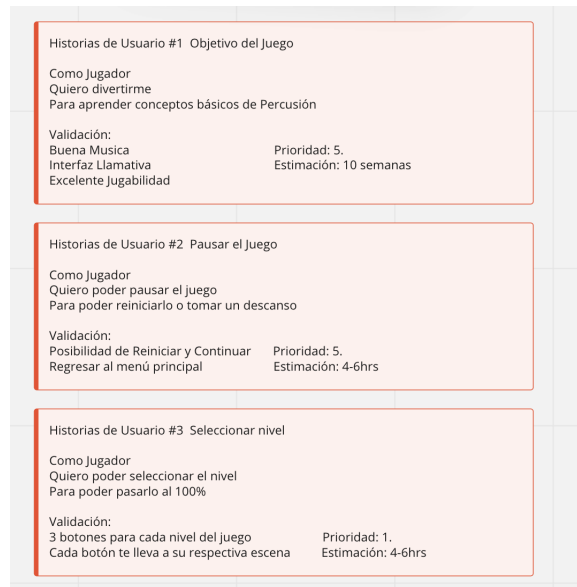 Historias de Usuario #1 Objetivo del Juego
Como Jugador
Quiero divertirme
Para aprender conceptos básicos de Percusión
Validación:
Buena Musica Prioridad: 5.
Interfaz Llamativa Estimación: 10 semanas
Excelente Jugabilidad
Historias de Usuario #2 Pausar el Juego
Como Jugador
Quiero poder pausar el juego
Para poder reiniciarlo o tomar un descanso
Validación:
Posibilidad de Reiniciar y Continuar Prioridad: 5.
Regresar al menú principal Estimación: 4-6hrs
Historias de Usuario #3 Seleccionar nivel
Como Jugador
Quiero poder seleccionar el nivel
Para poder pasarlo al 100%
Validación:
3 botones para cada nivel del juego Prioridad: 1.
Cada botón te lleva a su respectiva escena Estimación: 4-6hrs